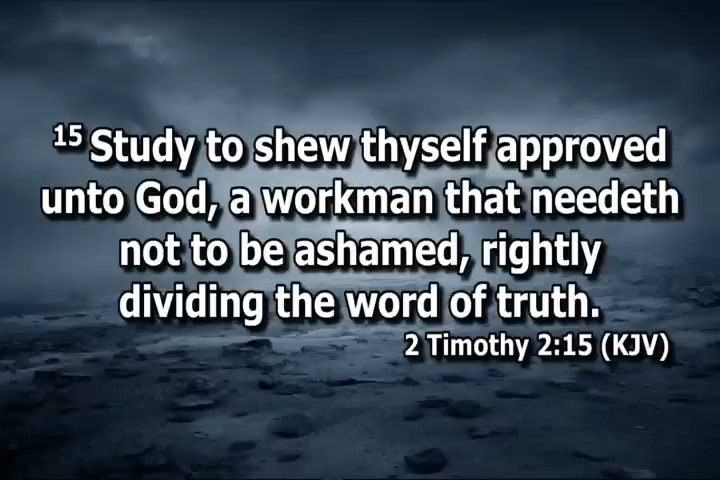 15 Study to shew thyself approved
unto God, a workman that needeth
not to be ashamed, rightly
dividing the word of truth.
2 Timothy 2:15 (KJV)